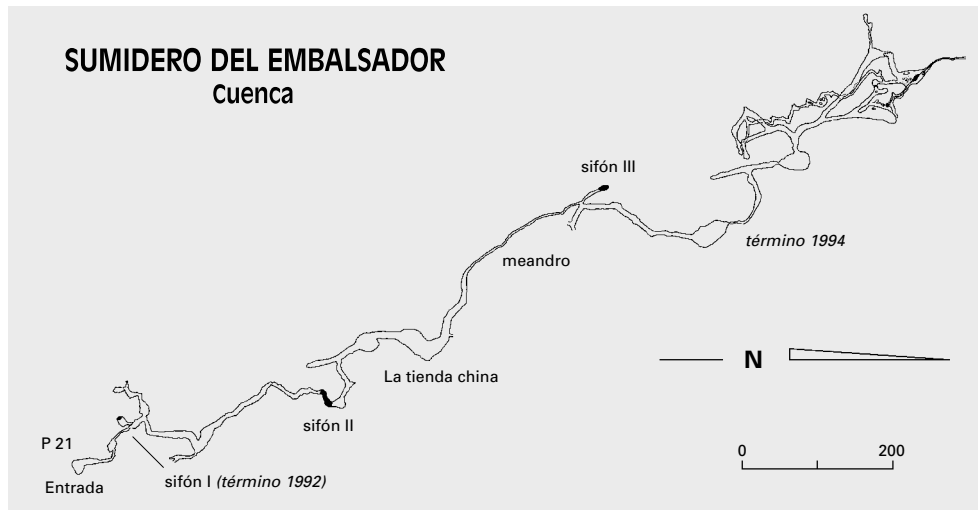 SUMIDERO DEL EMBALSADOR
Cuenca
sifón III
término 1994
meandro
N
La tienda china
sifón II
P 21
0 200
sifón I (término 1992)
Entrada